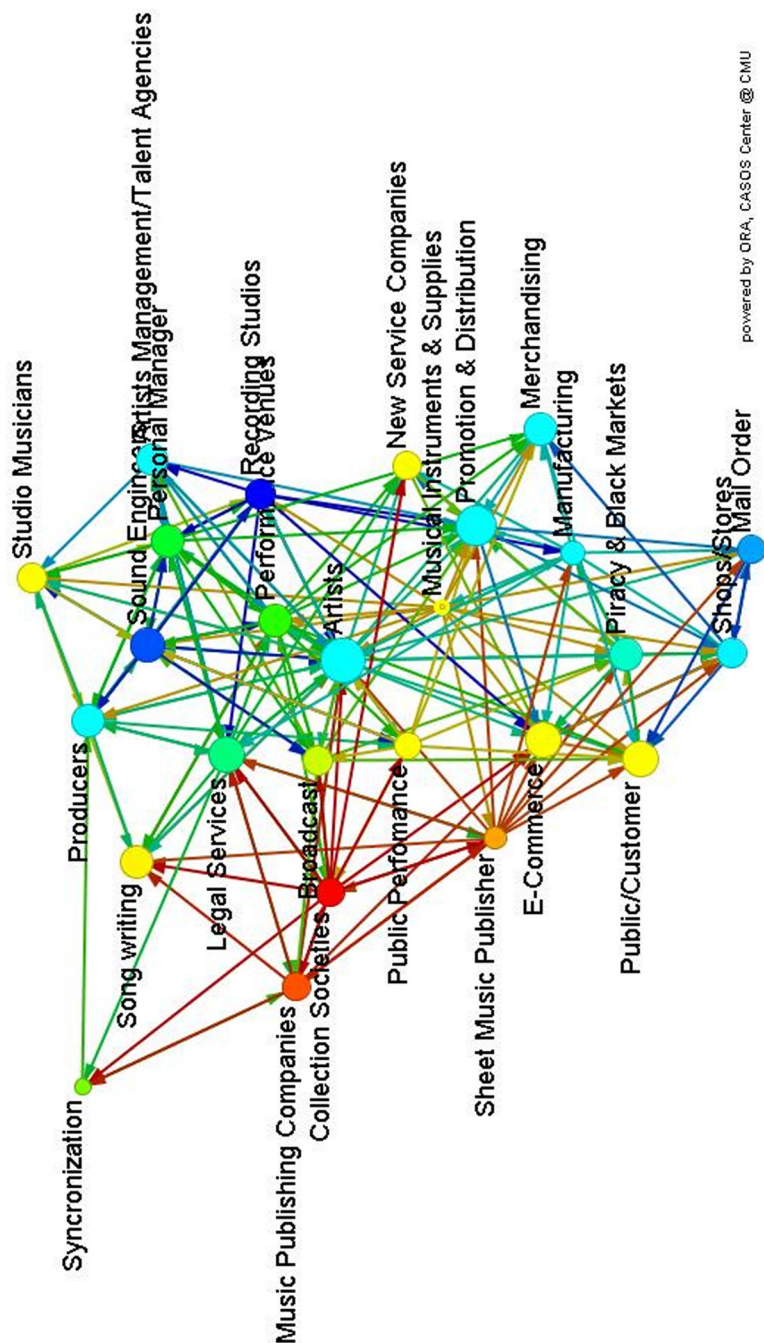 Syncronization
Song writing
Producers
Studio Musicians
Sound Engineer
Artists Management/Talent Agencies
Personal Manager
Recording Studios
Performance Venues
Legal Services
Music Publishing Companies
Collection Societies
Broadcast
Artists
Public Perfomance
New Service Companies
Musical Instruments & Supplies
Promotion & Distribution
Sheet Music Publisher
E-Commerce
Merchandising
Manufacturing
Public/Customer
Piracy & Black Markets
Shops/Stores
Mail Order
powered by ORA, CASOS Center @ CMU